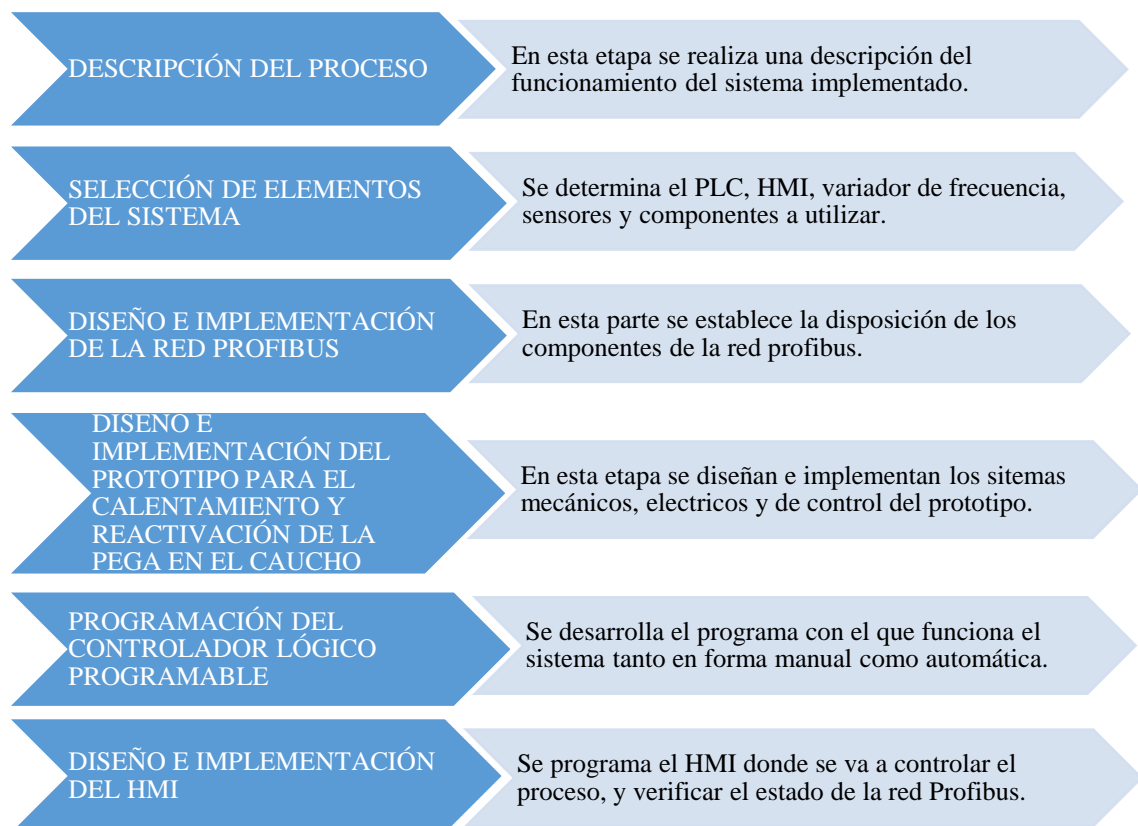 DESCRIPCIÓN DEL PROCESO
En esta etapa se realiza una descripción del
funcionamiento del sistema implementado.
SELECCIÓN DE ELEMENTOS
DEL SISTEMA
Se determina el PLC, HMI, variador de frecuencia,
sensores y componentes a utilizar.
DISEÑO E IMPLEMENTACIÓN
DE LA RED PROFIBUS
En esta parte se establece la disposición de los
componentes de la red profibus.
DISEÑO E
IMPLEMENTACIÓN DEL
PROTOTIPO PARA EL
CALENTAMIENTO Y
REACTIVACIÓN DE LA
PEGA EN EL CAUCHO
En esta etapa se diseñan e implementan los sitemas
mecánicos, electricos y de control del prototipo.
PROGRAMACIÓN DEL
CONTROLADOR LÓGICO
PROGRAMABLE
Se desarrolla el programa con el que funciona el
sistema tanto en forma manual como automática.
DISEÑO E IMPLEMENTACIÓN
DEL HMI
Se programa el HMI donde se va a controlar el
proceso, y verificar el estado de la red Profibus.